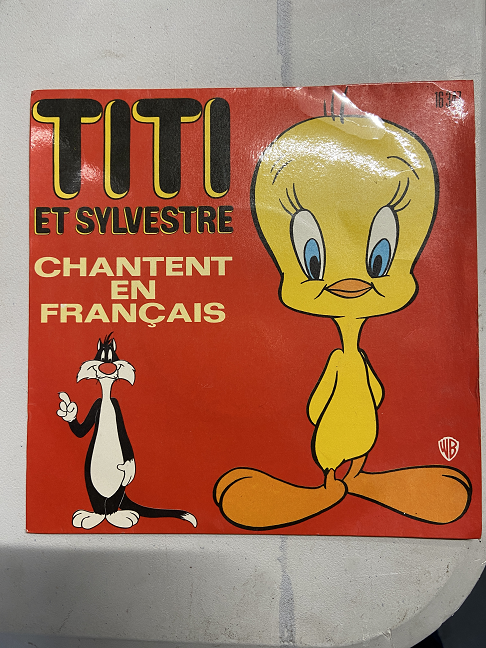 TITI
ET SYLVESTRE
CHANTENT
EN
FRANÇAIS
WB